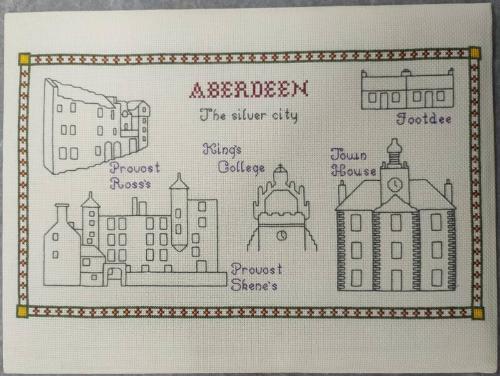 ABERDEEN
The silver city
Footdee
King's
College
Town
House
Provost
Ross's
Provost
Skene's